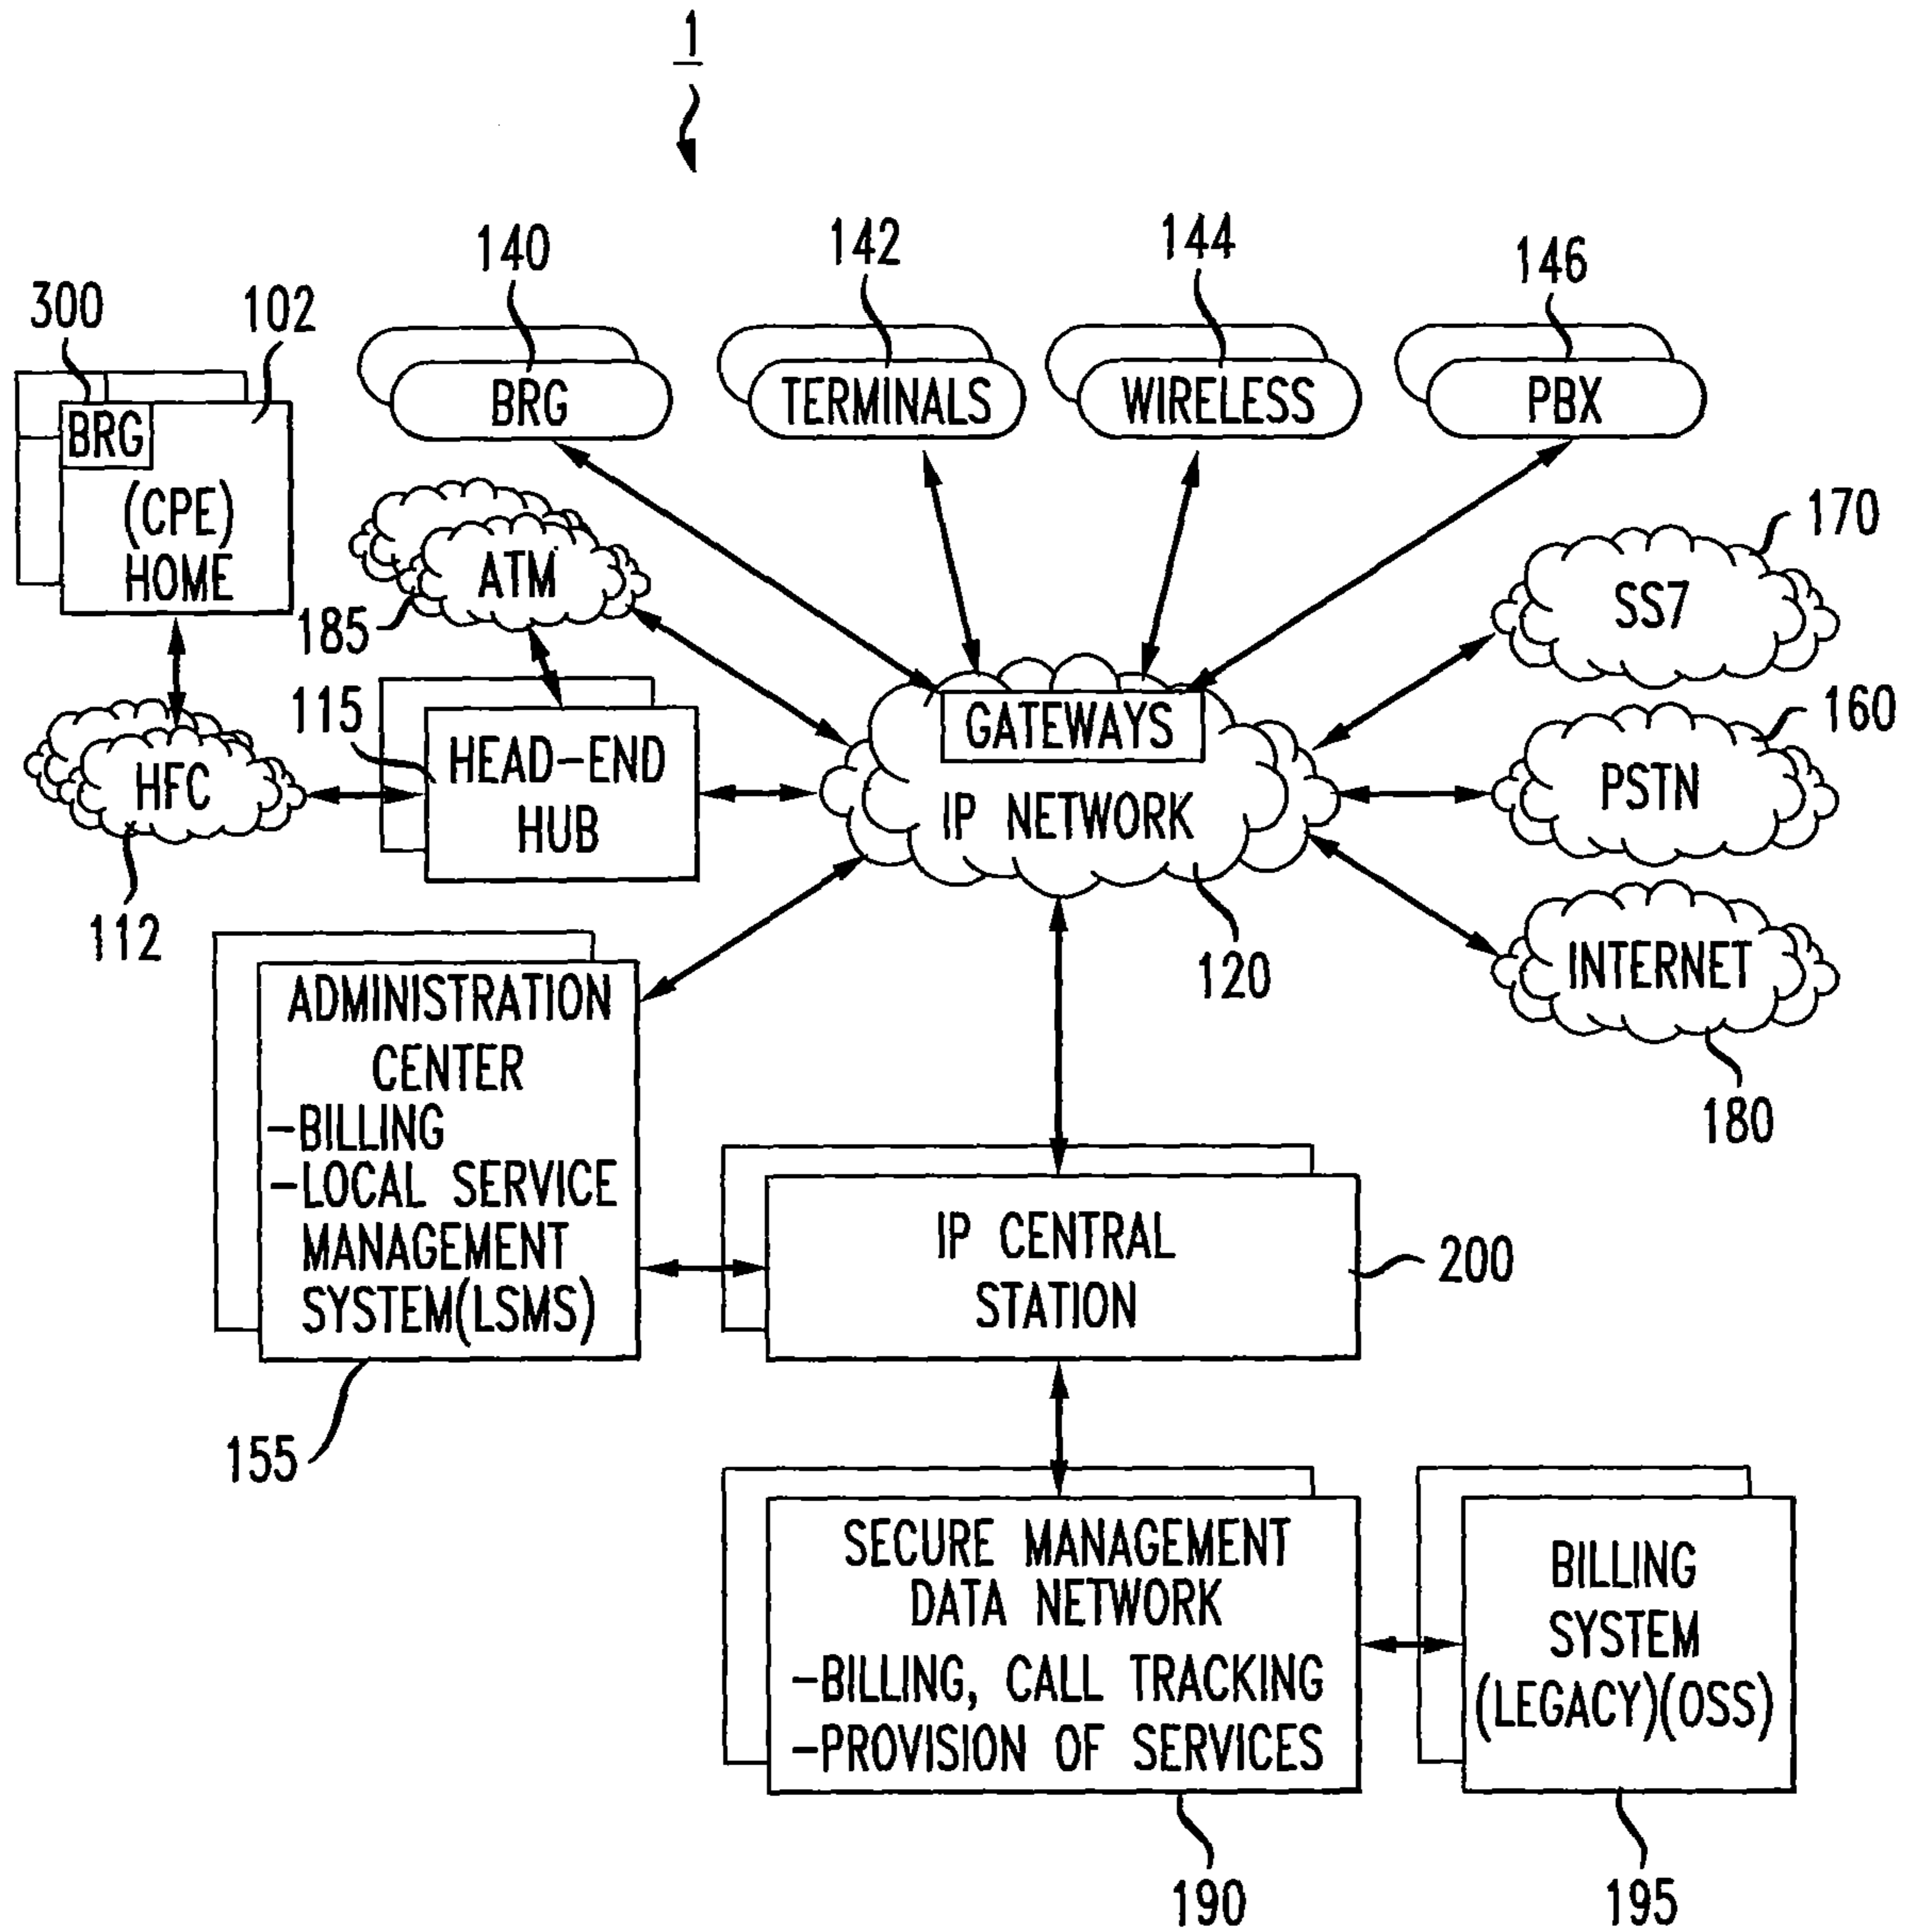 1
140
142
144
146
300
102
BRG
TERMINALS
WIRELESS
PBX
BRG
(CPE)
HOME
ATM
185
170
SS7
115
GATEWAYS
160
HEAD-END
HUB
HFC
IP NETWORK
PSTN
112
120
INTERNET
180
ADMINISTRATION
CENTER
-BILLING
-LOCAL SERVICE
MANAGEMENT
SYSTEM(LSMS)
155
IP CENTRAL
STATION
200
SECURE MANAGEMENT
DATA NETWORK
-BILLING, CALL TRACKING
-PROVISION OF SERVICES
190
BILLING
SYSTEM
(LEGACY)(OSS)
195